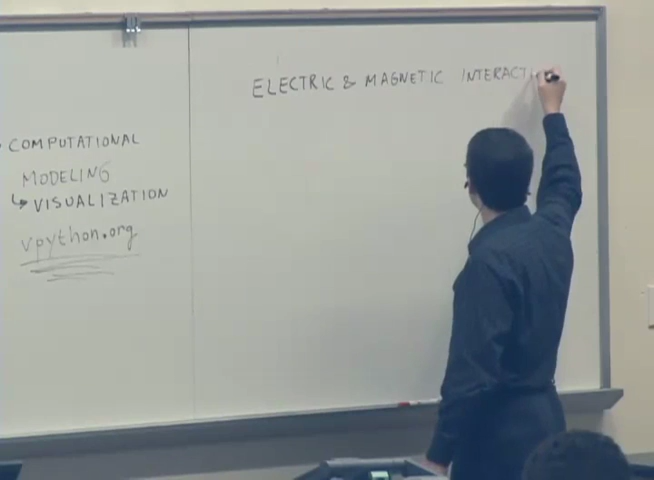 COMPUTATIONAL
MODELING
↳ VISUALIZATION
vpython.org
ELECTRIC & MAGNETIC INTERACTI